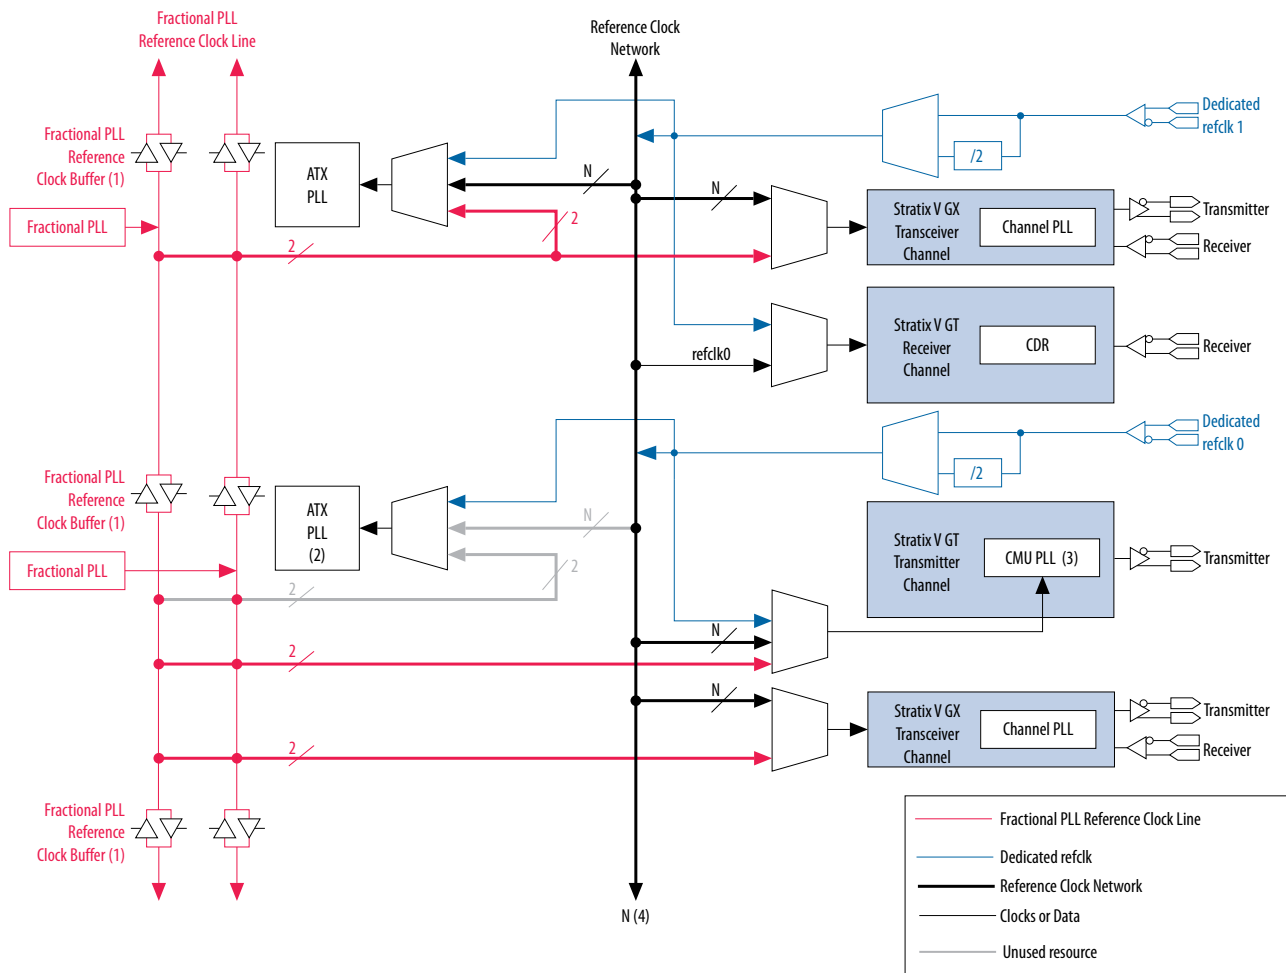 Fractional PLL
Reference Clock Line
Reference Clock
Network
Fractional PLL
Reference
Clock Buffer (1)
ATX
PLL
N
2
2
Fractional PLL
/2
Dedicated
refclk 1
N
Stratix V GX
Transceiver
Channel
Channel PLL
Transmitter
Receiver
refclk0
Stratix V GT
Receiver
Channel
CDR
Receiver
/2
Dedicated
refclk 0
Fractional PLL
Reference
Clock Buffer (1)
ATX
PLL
(2)
N
2
2
Fractional PLL
Stratix V GT
Transmitter
Channel
CMU PLL (3)
Transmitter
N
2
N
2
Stratix V GX
Transceiver
Channel
Channel PLL
Transmitter
Receiver
Fractional PLL
Reference
Clock Buffer (1)
N (4)
Fractional PLL Reference Clock Line
Dedicated refclk
Reference Clock Network
Clocks or Data
Unused resource